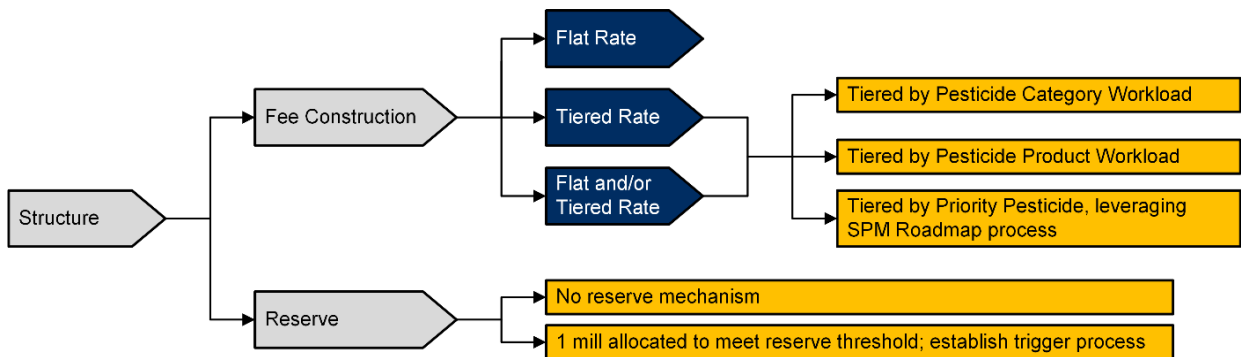 Structure
Fee Construction
Flat Rate
Tiered Rate
Flat and/or
Tiered Rate
Tiered by Pesticide Category Workload
Tiered by Pesticide Product Workload
Tiered by Priority Pesticide, leveraging
SPM Roadmap process
Reserve
No reserve mechanism
1 mill allocated to meet reserve threshold; establish trigger process